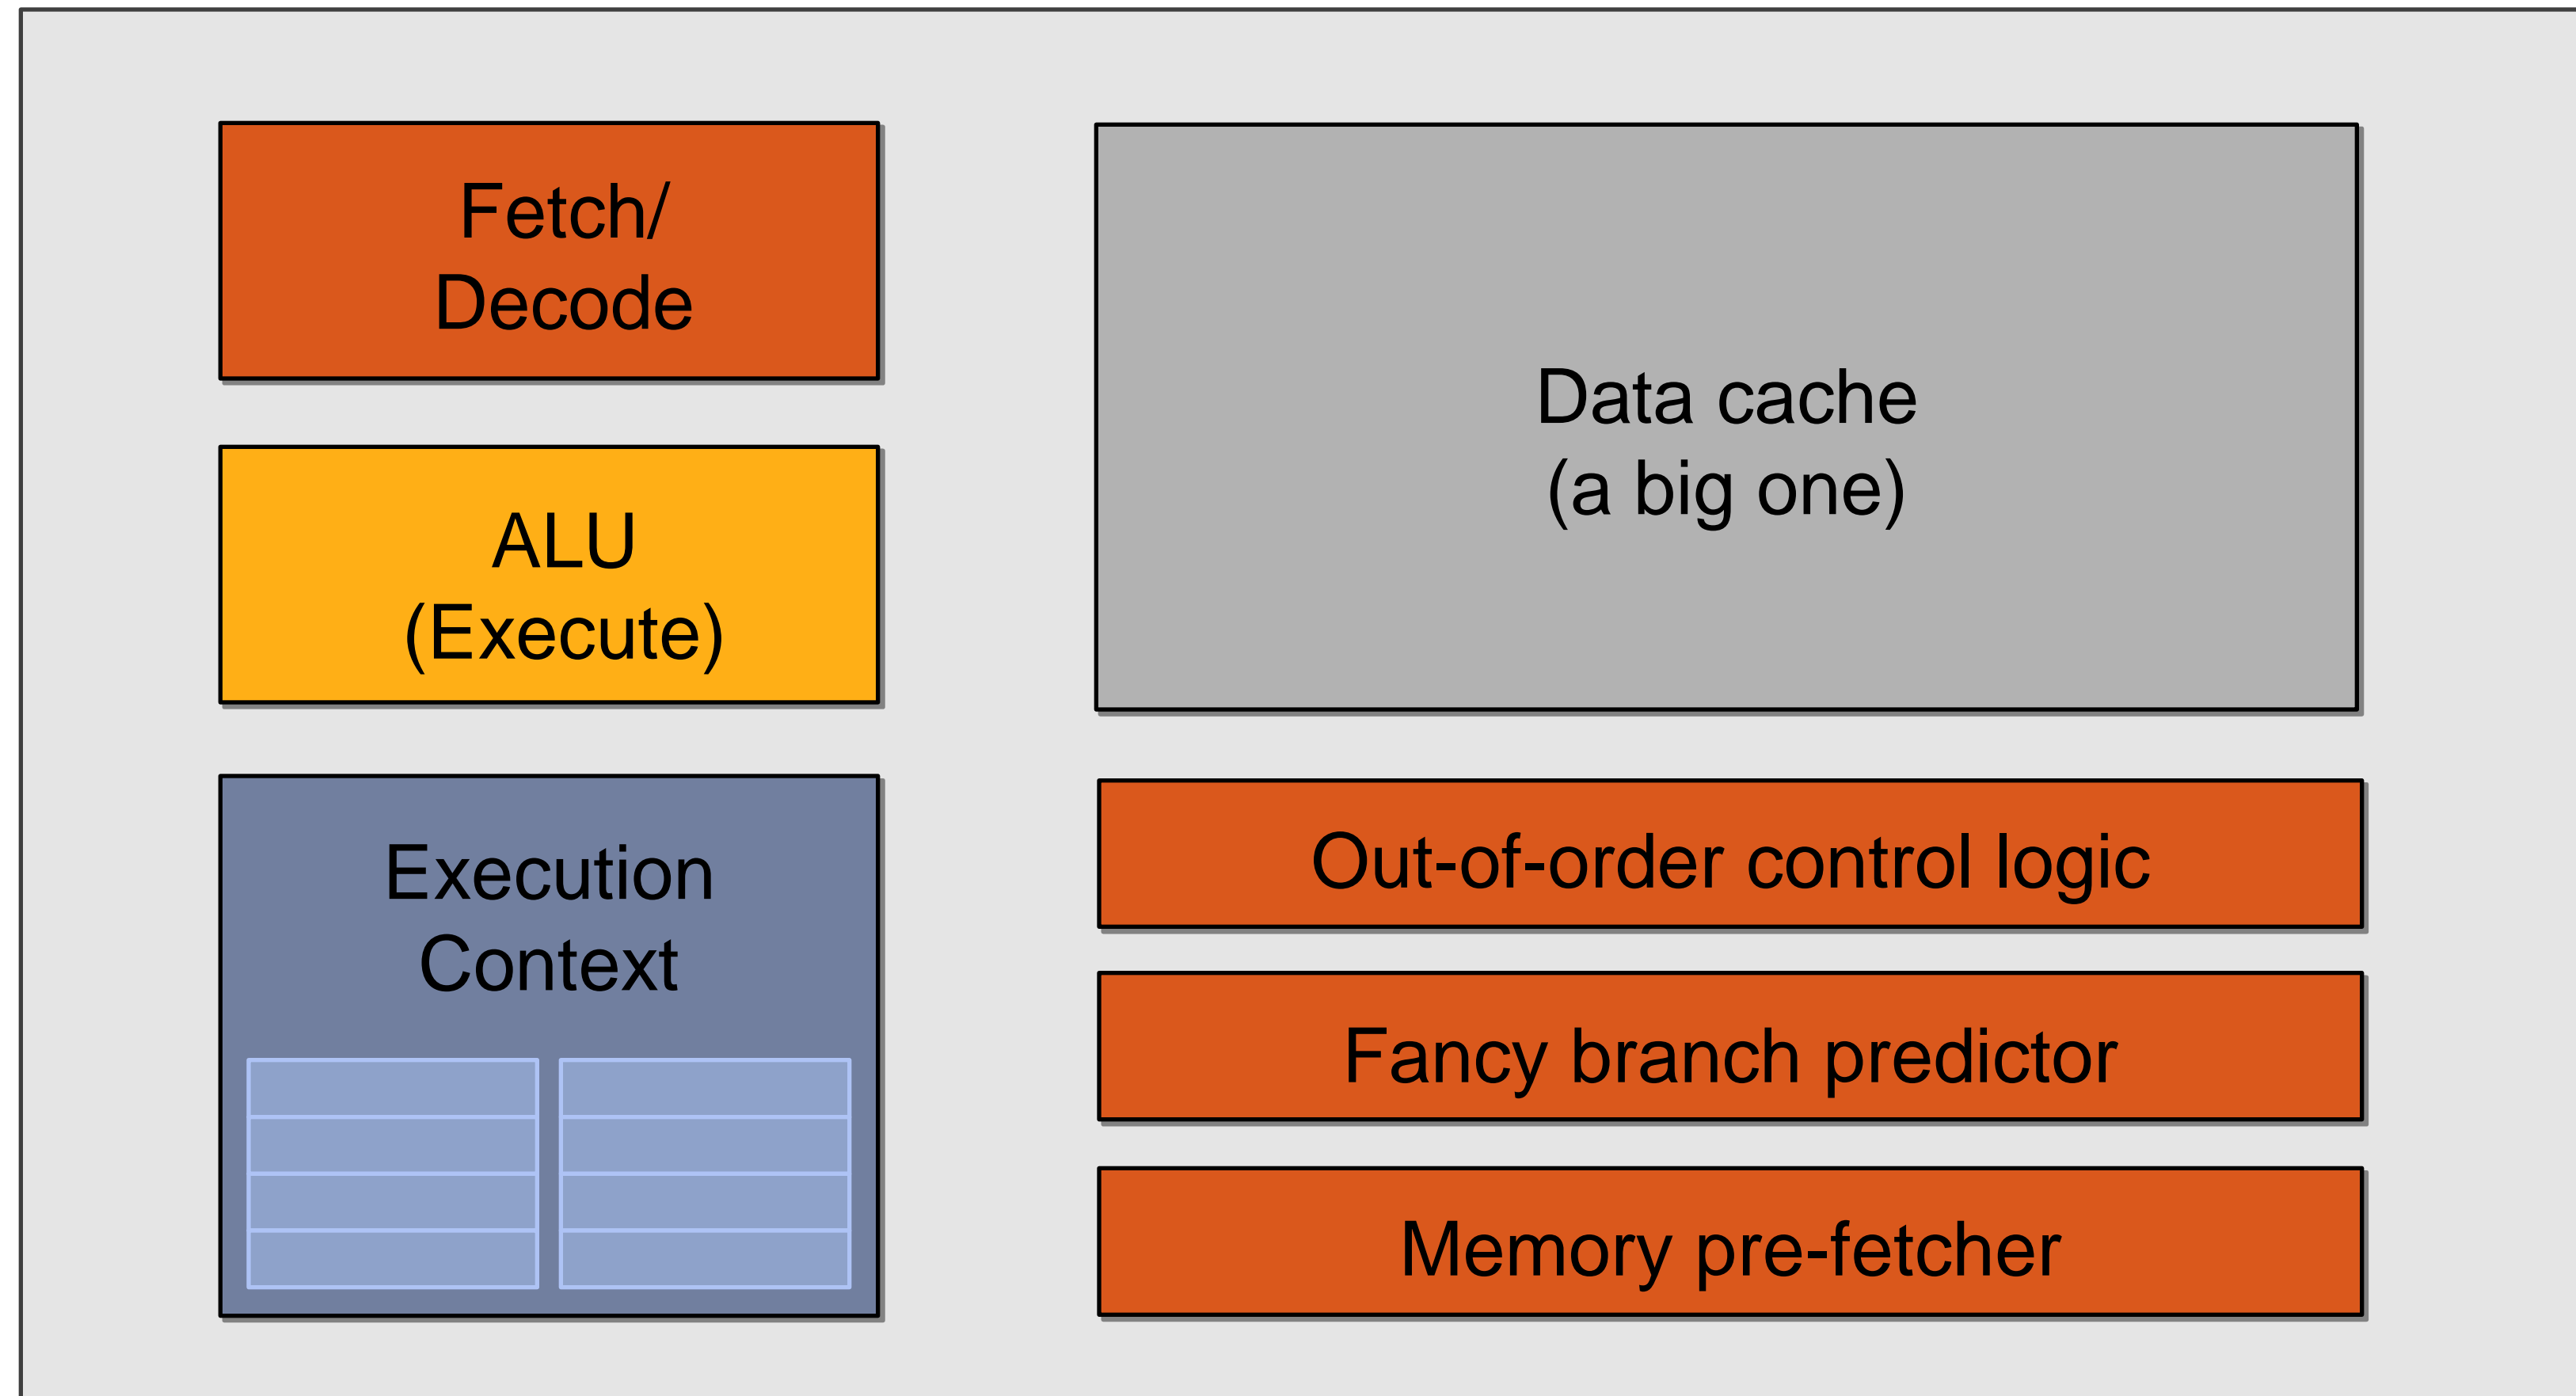 Fetch/
Decode
ALU
(Execute)
Execution
Context
Data cache
(a big one)
Out-of-order control logic
Fancy branch predictor
Memory pre-fetcher